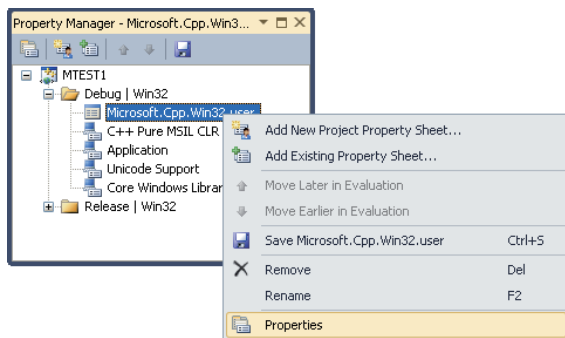 Property Manager - Microsoft.Cpp.Win3...
MTEST1
Debug | Win32
Microsoft.Cpp.Win32.user
C++ Pure MSIL CLR
Application
Unicode Support
Core Windows Librar
Release | Win32
Add New Project Property Sheet...
Add Existing Property Sheet...
Move Later in Evaluation
Move Earlier in Evaluation
Save Microsoft.Cpp.Win32.user Ctrl+S
Remove Del
Rename F2
Properties